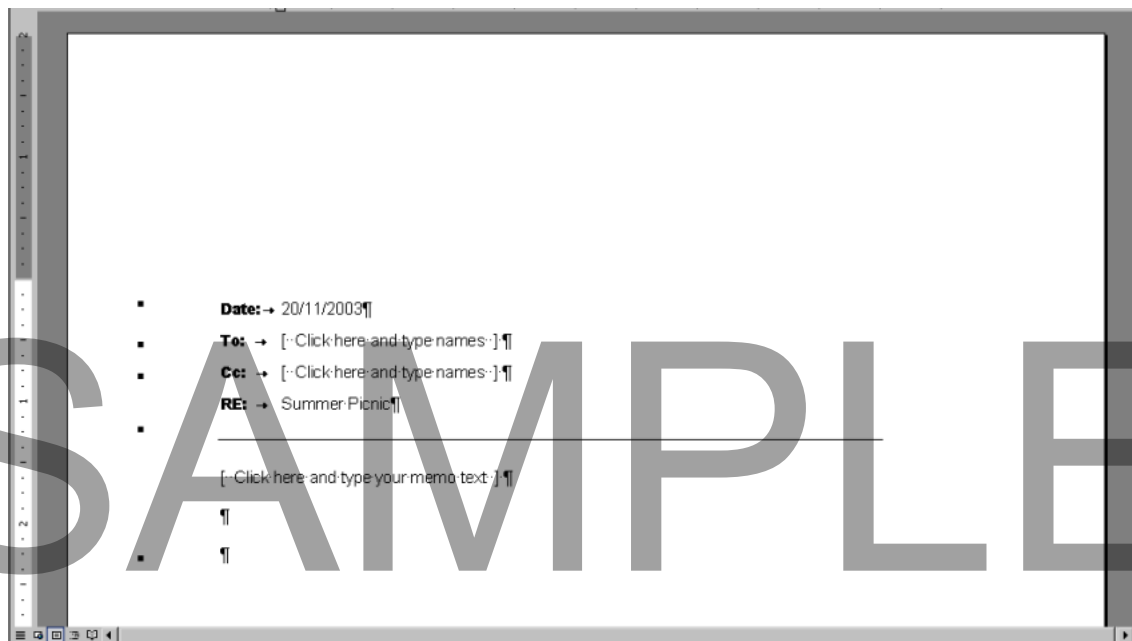 Date: 20/11/2003
To: [ Click here and type names ]
Cc: [ Click here and type names ]
RE: Summer Picnic
[ Click here and type your memo text ]
SAMPLE